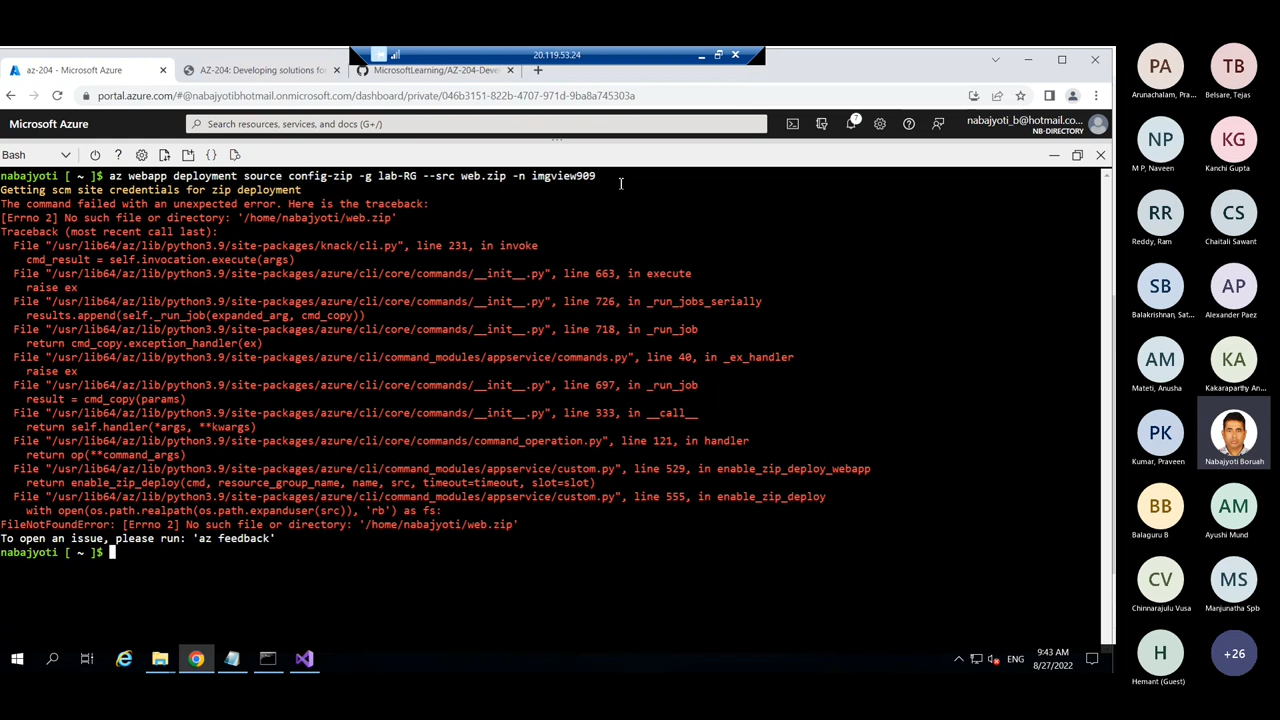 20.119.53.24
az-204 - Microsoft Azure
AZ-204: Developing solutions for
MicrosoftLearning/AZ-204-Deve
portal.azure.com/#@nabajyotibhotmail.onmicrosoft.com/dashboard/private/046b3151-822b-4707-971d-9ba8a745303a
Microsoft Azure
Search resources, services, and docs (G+/)
7
nabajyoti_b@hotmail.co...
NB-DIRECTORY
Bash
nabajyoti [ ~ ]$ az webapp deployment source config-zip -g lab-RG --src web.zip -n imgview909
Getting scm site credentials for zip deployment
The command failed with an unexpected error. Here is the traceback:
[Errno 2] No such file or directory: '/home/nabajyoti/web.zip'
Traceback (most recent call last):
File "/usr/lib64/az/lib/python3.9/site-packages/knack/cli.py", line 231, in invoke
cmd_result = self.invocation.execute(args)
File "/usr/lib64/az/lib/python3.9/site-packages/azure/cli/core/commands/__init__.py", line 663, in execute
raise ex
File "/usr/lib64/az/lib/python3.9/site-packages/azure/cli/core/commands/__init__.py", line 726, in _run_jobs_serially
results.append(self._run_job(expanded_arg, cmd_copy))
File "/usr/lib64/az/lib/python3.9/site-packages/azure/cli/core/commands/__init__.py", line 718, in _run_job
return cmd_copy.exception_handler(ex)
File "/usr/lib64/az/lib/python3.9/site-packages/azure/cli/command_modules/appservice/commands.py", line 40, in _ex_handler
raise ex
File "/usr/lib64/az/lib/python3.9/site-packages/azure/cli/core/commands/__init__.py", line 697, in _run_job
result = cmd_copy(params)
File "/usr/lib64/az/lib/python3.9/site-packages/azure/cli/core/commands/__init__.py", line 333, in __call__
return self.handler(*args, **kwargs)
File "/usr/lib64/az/lib/python3.9/site-packages/azure/cli/core/commands/command_operation.py", line 121, in handler
return op(**command_args)
File "/usr/lib64/az/lib/python3.9/site-packages/azure/cli/command_modules/appservice/custom.py", line 529, in enable_zip_deploy_webapp
return enable_zip_deploy(cmd, resource_group_name, name, src, timeout=timeout, slot=slot)
File "/usr/lib64/az/lib/python3.9/site-packages/azure/cli/command_modules/appservice/custom.py", line 555, in enable_zip_deploy
with open(os.path.realpath(os.path.expanduser(src)), 'rb') as fs:
FileNotFoundError: [Errno 2] No such file or directory: '/home/nabajyoti/web.zip'
To open an issue, please run: 'az feedback'
nabajyoti [ ~ ]$
ENG
9:43 AM
8/27/2022
PA
TB
Arunachalam, Pra...
Belsare, Tejas
NP
KG
M P, Naveen
Kanchi Gupta
RR
CS
Reddy, Ram
Chaitali Sawant
SB
AP
Balakrishnan, Sat...
Alexander Paez
AM
KA
Mateti, Anusha
Kakaraparthy An...
PK
Kumar, Praveen
Nabajyoti Boruah
BB
AM
Balaguru B
Ayushi Mund
CV
MS
Chinnarajulu Vusa
Manjunatha Spb
H
+26
Hemant (Guest)